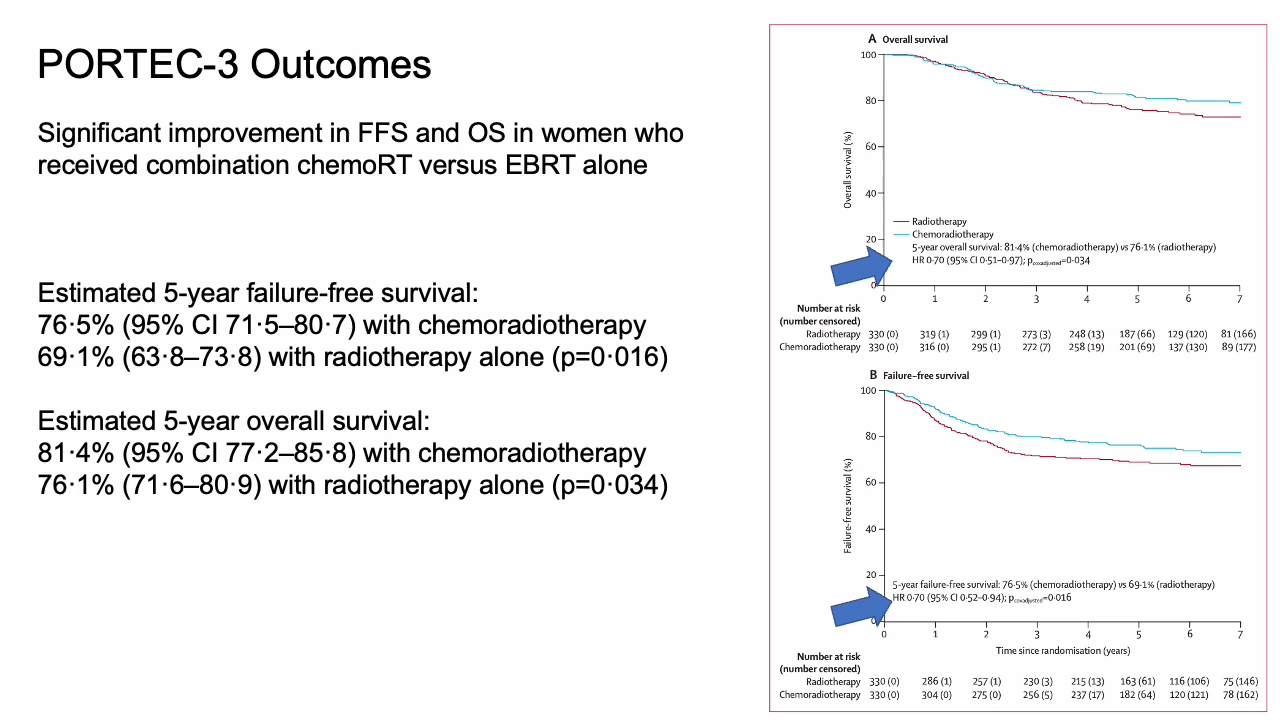 PORTEC-3 Outcomes
Significant improvement in FFS and OS in women who
received combination chemoRT versus EBRT alone
Estimated 5-year failure-free survival:
76·5% (95% CI 71·5–80·7) with chemoradiotherapy
69·1% (63·8–73·8) with radiotherapy alone (p=0·016)
Estimated 5-year overall survival:
81·4% (95% CI 77·2–85·8) with chemoradiotherapy
76·1% (71·6–80·9) with radiotherapy alone (p=0·034)
A Overall survival
100
80
60
40
20
0
Overall survival (%)
Radiotherapy
Chemoradiotherapy
5-year overall survival: 81·4% (chemoradiotherapy) vs 76·1% (radiotherapy)
HR 0·70 (95% CI 0·51–0·97); pcoxadjusted=0·034
0 1 2 3 4 5 6 7
Number at risk
(number censored)
Radiotherapy 330 (0) 319 (1) 299 (1) 273 (3) 248 (13) 187 (66) 129 (120) 81 (166)
Chemoradiotherapy 330 (0) 316 (0) 295 (1) 272 (7) 258 (19) 201 (69) 137 (130) 89 (177)
B Failure–free survival
100
80
60
40
20
0
Failure-free survival (%)
5-year failure-free survival: 76·5% (chemoradiotherapy) vs 69·1% (radiotherapy)
HR 0·70 (95% CI 0·52–0·94); pcoxadjusted=0·016
0 1 2 3 4 5 6 7
Time since randomisation (years)
Number at risk
(number censored)
Radiotherapy 330 (0) 286 (1) 257 (1) 230 (3) 215 (13) 163 (61) 116 (106) 75 (146)
Chemoradiotherapy 330 (0) 304 (0) 275 (0) 256 (5) 237 (17) 182 (64) 120 (121) 78 (162)